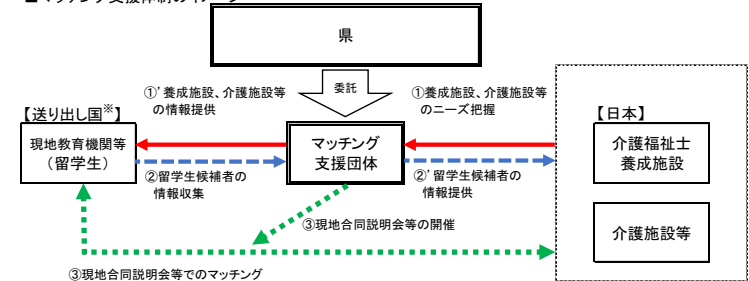 ■マッチング支援体制のイメージ
県
委託
①’養成施設、介護施設等
の情報提供
①養成施設、介護施設等
のニーズ把握
【送り出し国※】
【日本】
現地教育機関等
（留学生）
マッチング
支援団体
介護福祉士
養成施設
②留学生候補者の
情報収集
②’留学生候補者の
情報提供
③現地合同説明会等の開催
介護施設等
③現地合同説明会等でのマッチング